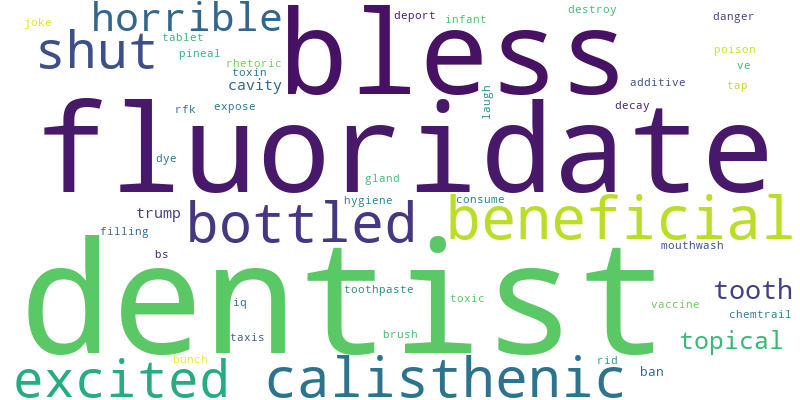 joke
horrible
bless
deport
infant
destroy
danger
shut
tablet
pineal
rhetoric
toxin
cavity
poison
ve
additive
tap
laugh
rfk
expose
decay
fluoridate
dye
gland
hygiene
consume
trump
bottled
beneficial
filling
mouthwash
bs
dentist
iq
toothpaste
toxic
tooth
vaccine
chemtrail
taxis
brush
topical
bunch
rid
excited
calisthenic
ban